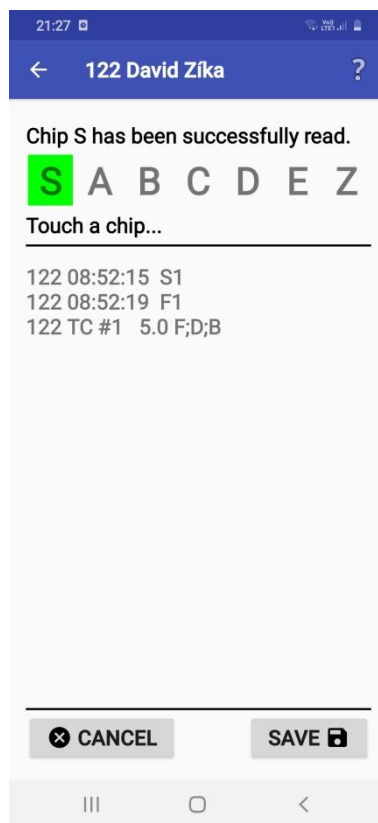 21:27
122 David Zíka ?
Chip S has been successfully read.
S A B C D E Z
Touch a chip...
122 08:52:15 S1
122 08:52:19 F1
122 TC #1 5.0 F;D;B
CANCEL SAVE